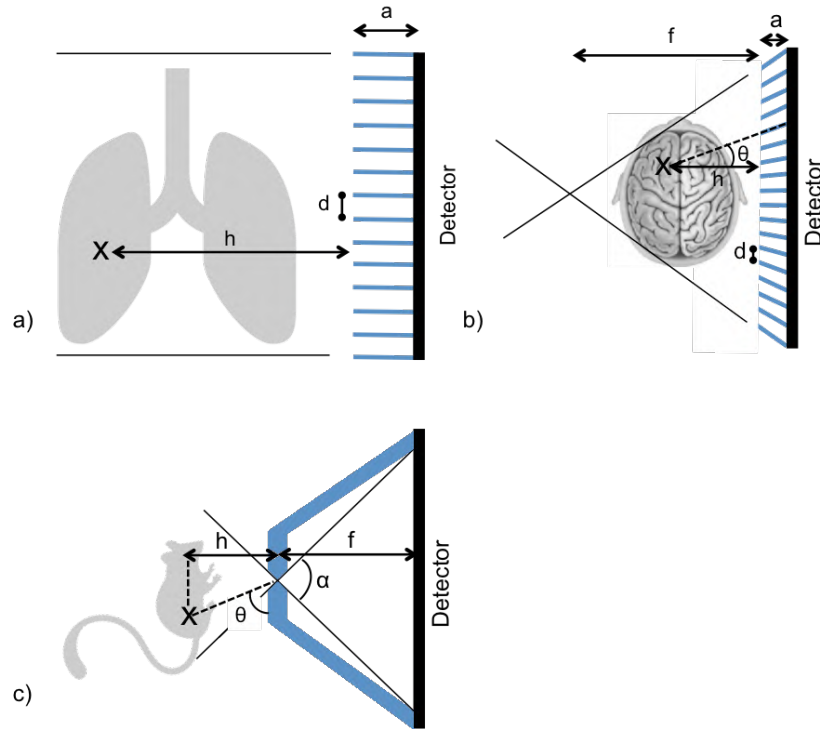 a
d
h
Detector
a)
f
a
X
θ
h
d
Detector
b)
X
h
f
α
θ
X
Detector
c)